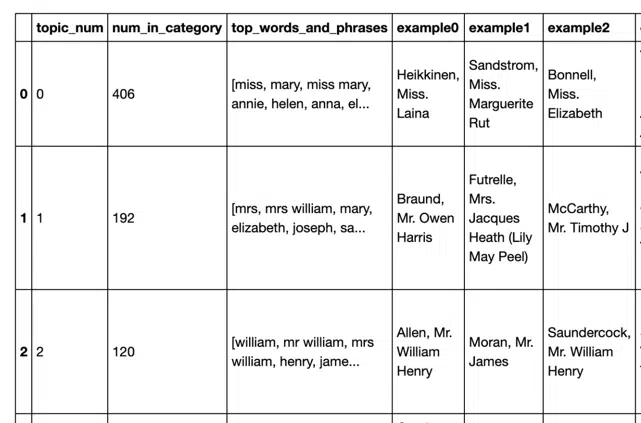 topic_num num_in_category top_words_and_phrases example0 example1 example2
0 0 406 [miss, mary, miss mary, annie, helen, anna, el... Heikkinen, Miss. Laina Sandstrom, Miss. Marguerite Rut Bonnell, Miss. Elizabeth
1 1 192 [mrs, mrs william, mary, elizabeth, joseph, sa... Braund, Mr. Owen Harris Futrelle, Mrs. Jacques Heath (Lily May Peel) McCarthy, Mr. Timothy J
2 2 120 [william, mr william, mrs william, henry, jame... Allen, Mr. William Henry Moran, Mr. James Saundercock, Mr. William Henry